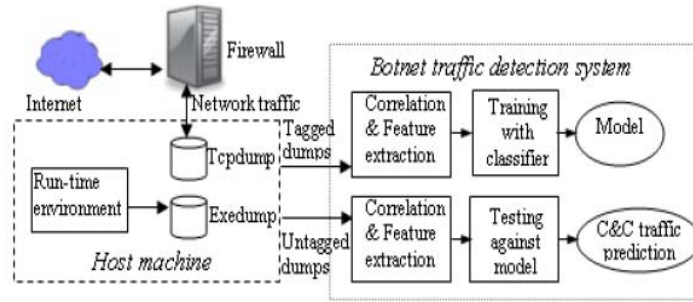 Firewall
Internet
Network traffic
Tcpdump
Run-time
environment
Exedump
Host machine
Tagged
dumps
Untagged
dumps
Botnet traffic detection system
Correlation
& Feature
extraction
Training
with
classifier
Model
Correlation
& Feature
extraction
Testing
against
model
C&C traffic
prediction